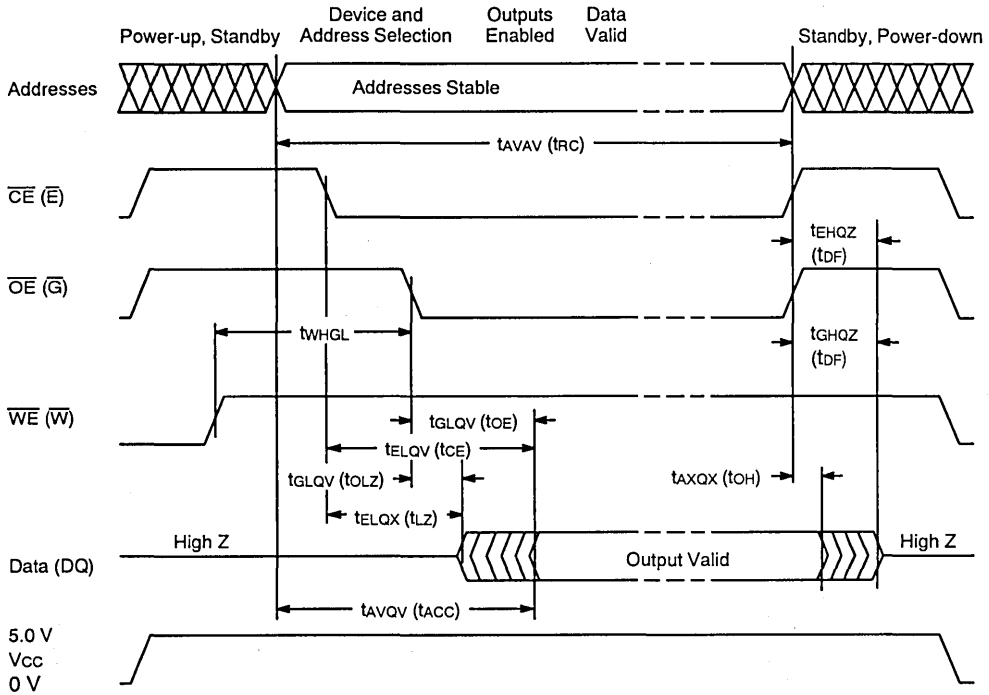 Power-up, Standby
Device and
Address Selection
Outputs
Enabled
Data
Valid
Standby, Power-down
Addresses
Addresses Stable
tAVAV (tRC)
CE (E)
tEHQZ
(tDF)
OE (G)
tWHGL
tGHQZ
(tDF)
WE (W)
tGLQV (tOE)
tELQV (tCE)
tGLQV (tOLZ)
tAXQX (tOH)
tELQX (tLZ)
High Z
Output Valid
High Z
Data (DQ)
tAVQV (tACC)
5.0 V
VCC
0 V